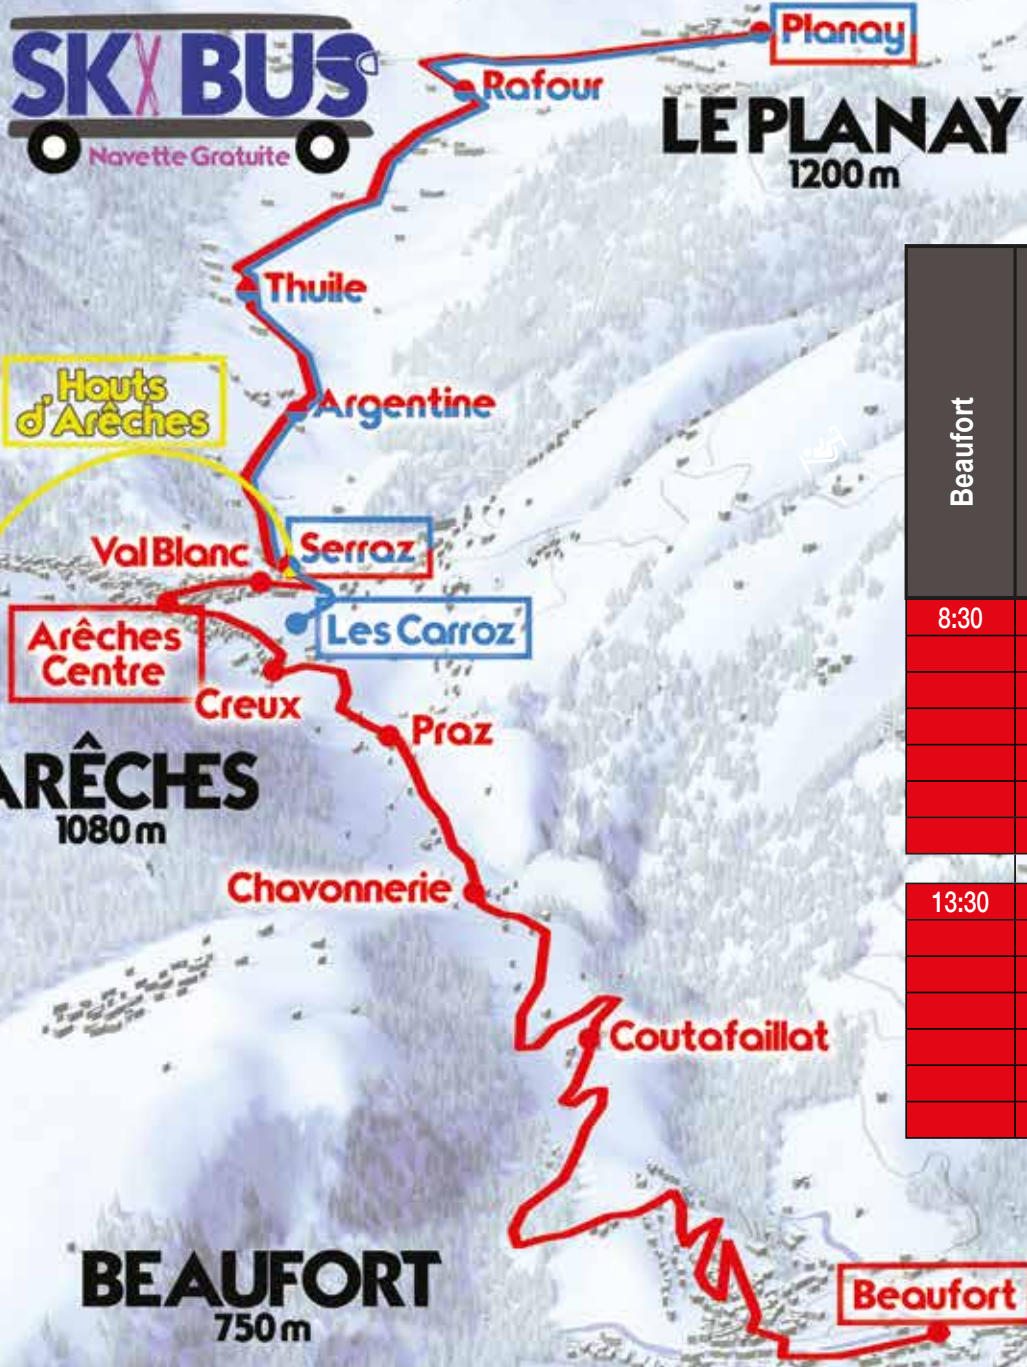 SKI BUS
Navette Gratuite
Planay
Rafour
LE PLANAY
1200 m
Thuile
Hauts
d'Arêches
Argentine
Beaufort
Val Blanc
Serraz
Arêches
Centre
Les Carroz
8:30
Creux
Praz
ARÊCHES
1080 m
Chavonnerie
13:30
Coutafaillat
BEAUFORT
750 m
Beaufort